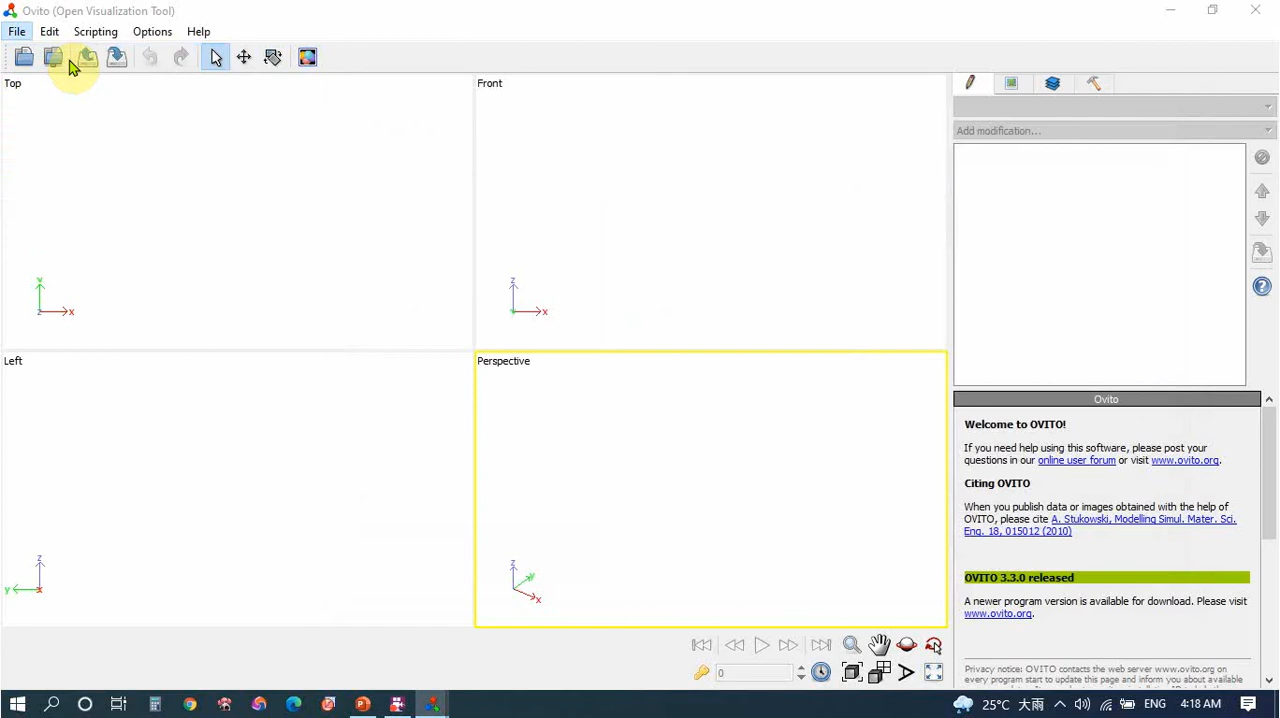 Ovito (Open Visualization Tool)
File Edit Scripting Options Help
Top
Front
Add modification...
y
z
z
x
x
Left
Perspective
Ovito
Welcome to OVITO!
If you need help using this software, please post your
questions in our online user forum or visit www.ovito.org.
Citing OVITO
When you publish data or images obtained with the help of
OVITO, please cite A. Stukowski, Modelling Simul. Mater. Sci.
Eng. 18, 015012 (2010)
z
z
y
y
x
x
OVITO 3.3.0 released
A newer program version is available for download. Please visit
www.ovito.org.
0
Privacy notice: OVITO contacts the web server www.ovito.org on
every program start to update this page and inform you about
25°C 大雨 ENG 4:18 AM